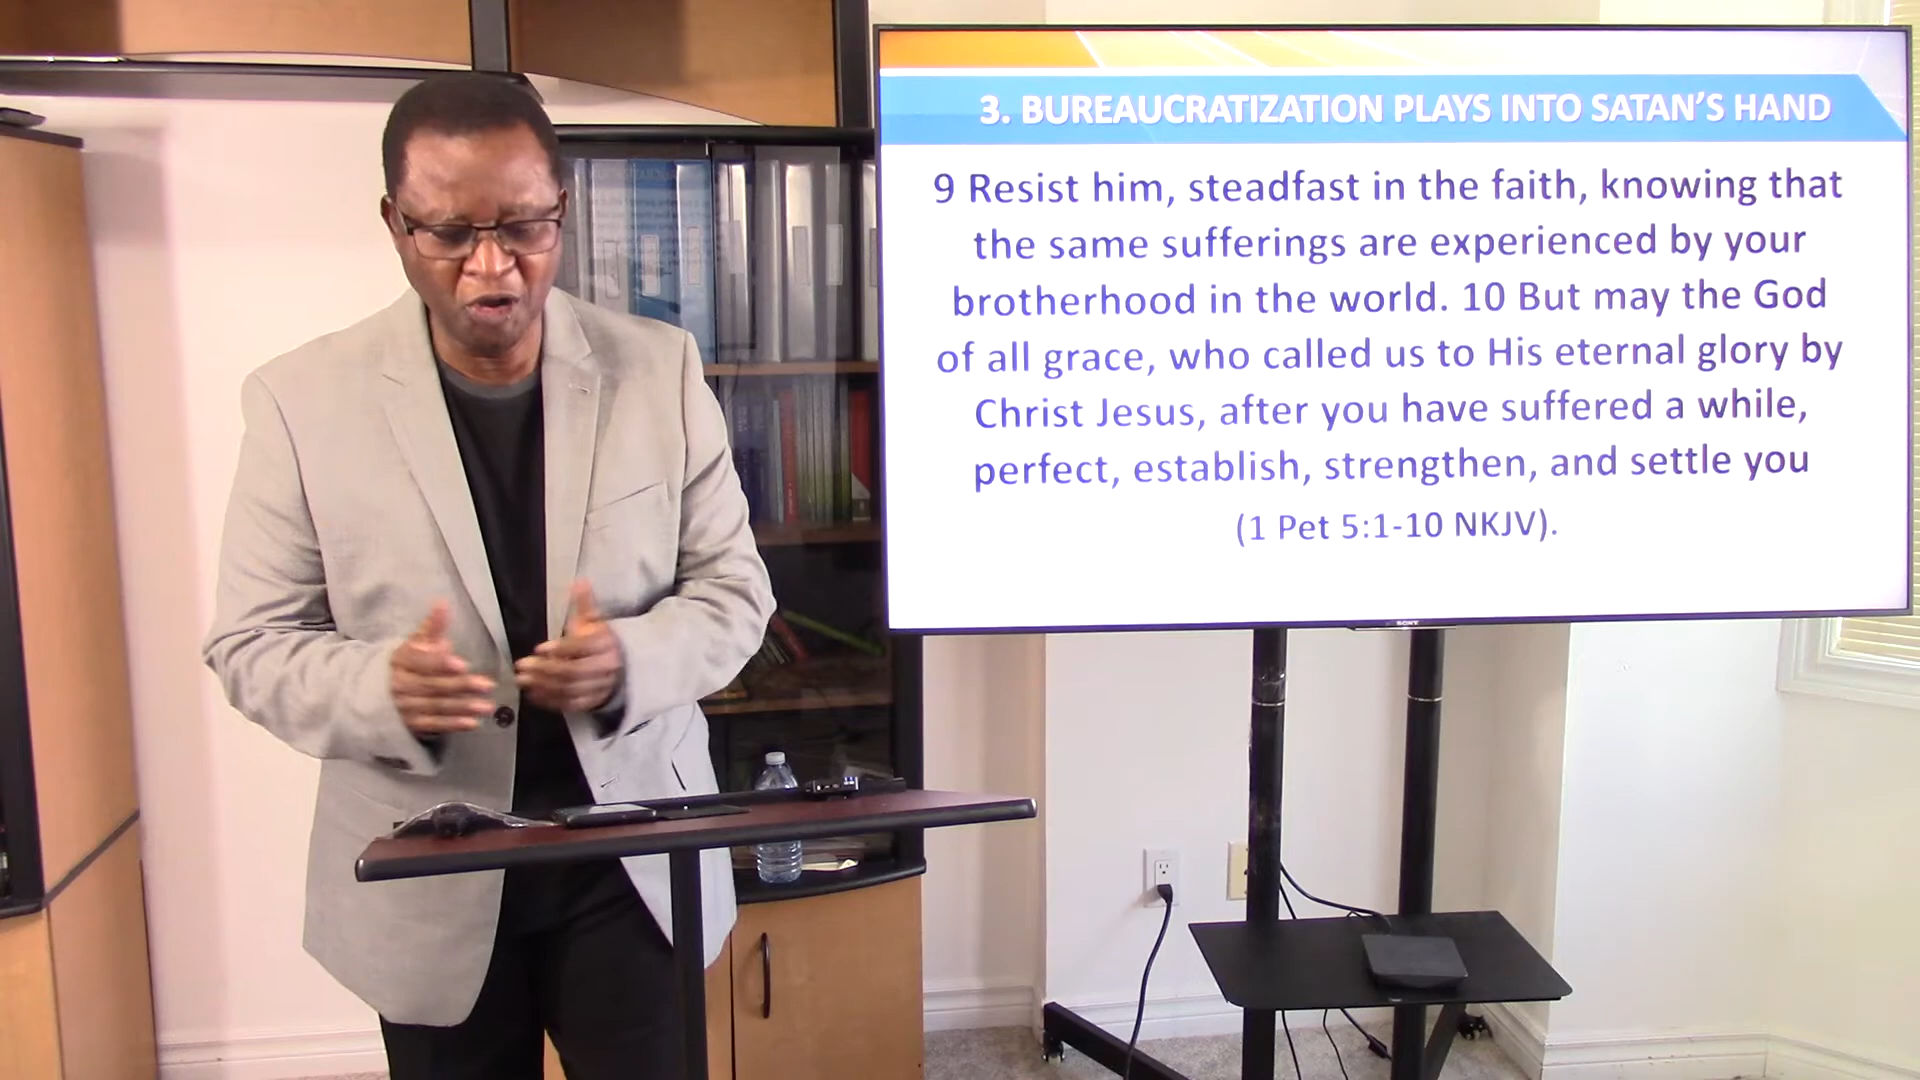 3. BUREAUCRATIZATION PLAYS INTO SATAN’S HAND
9 Resist him, steadfast in the faith, knowing that
the same sufferings are experienced by your
brotherhood in the world. 10 But may the God
of all grace, who called us to His eternal glory by
Christ Jesus, after you have suffered a while,
perfect, establish, strengthen, and settle you
(1 Pet 5:1-10 NKJV).
SONY